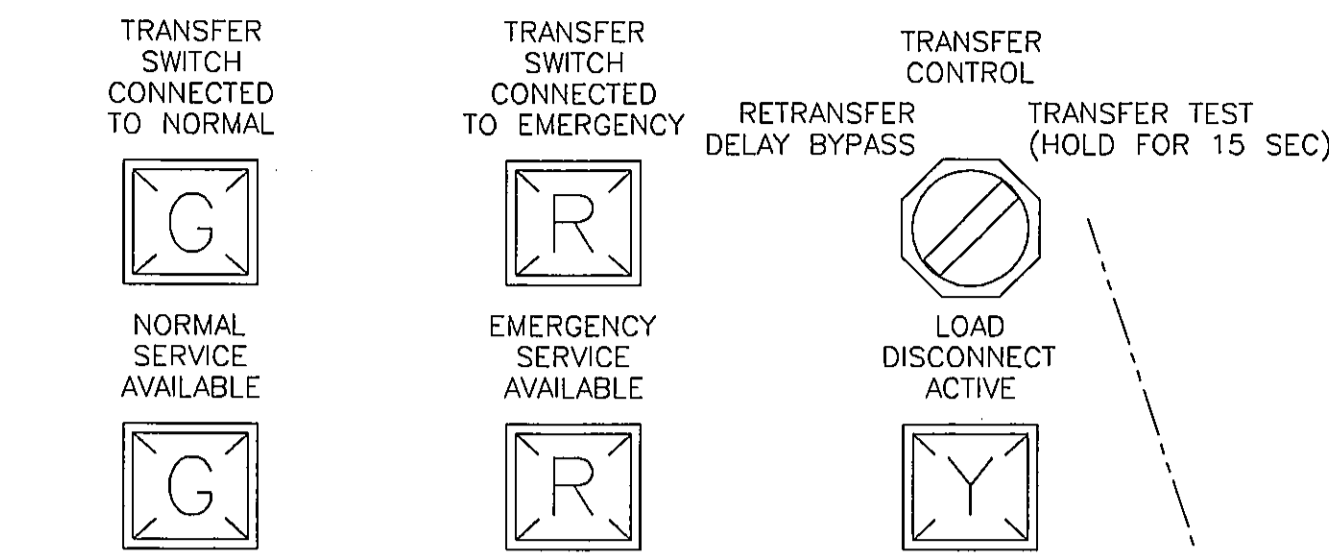 TRANSFER
SWITCH
CONNECTED
TO NORMAL
G
TRANSFER
SWITCH
CONNECTED
TO EMERGENCY
R
TRANSFER
CONTROL
RETRANSFER
DELAY BYPASS
TRANSFER TEST
(HOLD FOR 15 SEC)
NORMAL
SERVICE
AVAILABLE
G
EMERGENCY
SERVICE
AVAILABLE
R
LOAD
DISCONNECT
ACTIVE
Y